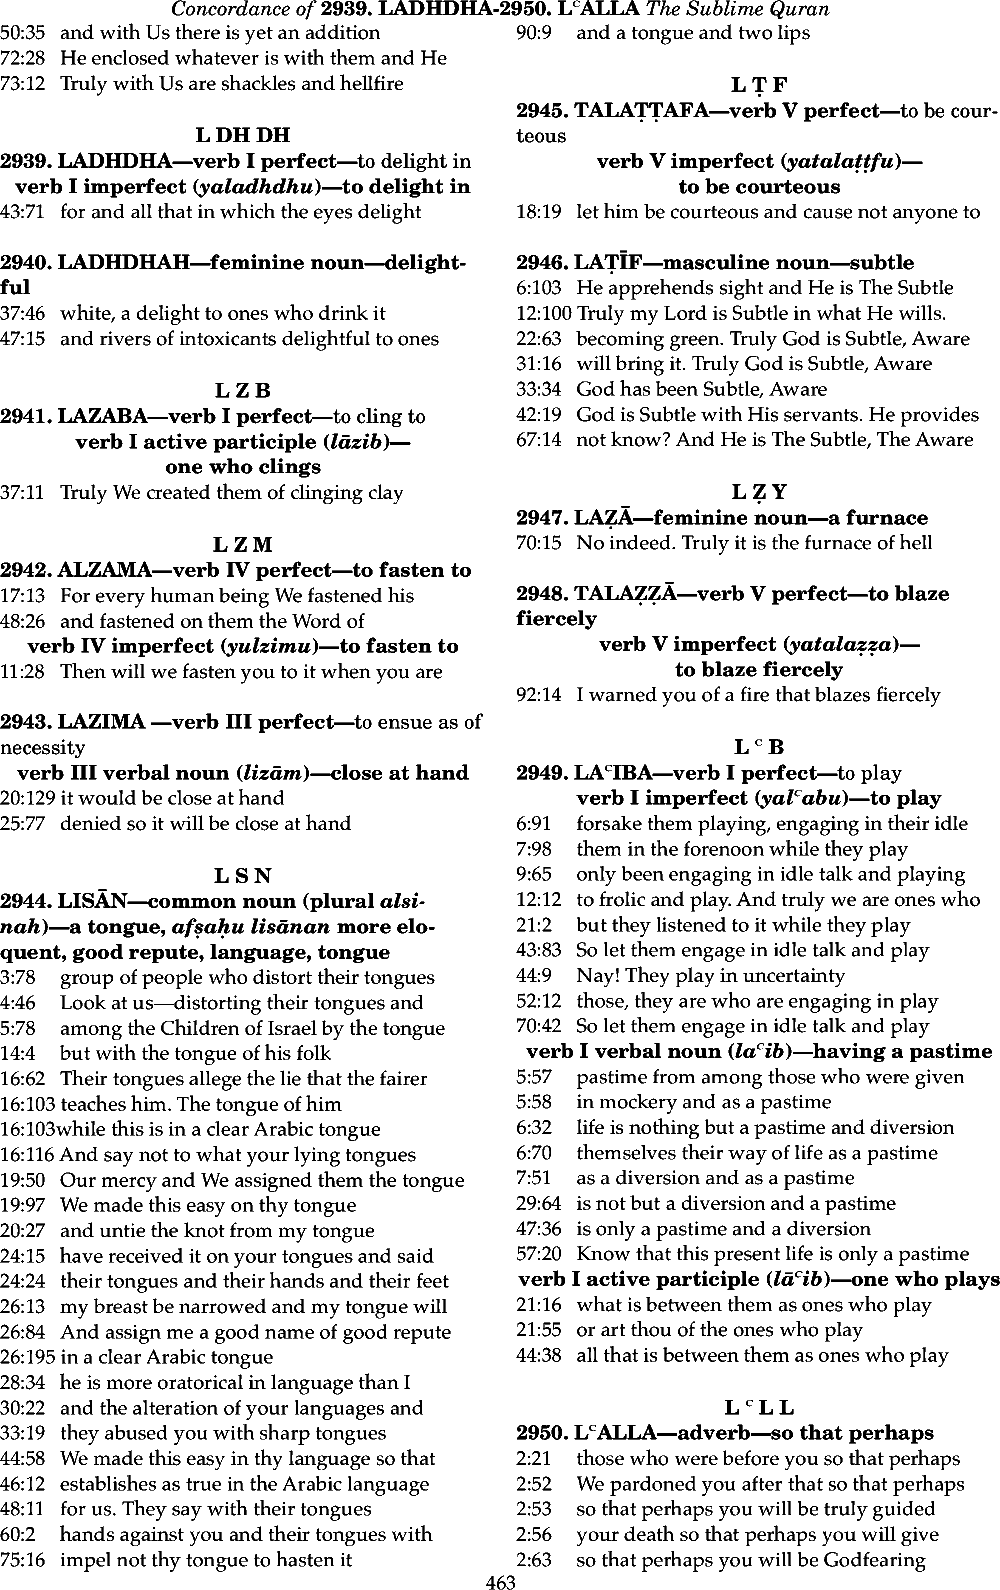 Concordance of 2939. LADHDHA-2950. LᶜALLA The Sublime Quran
50:35 and with Us there is yet an addition
72:28 He enclosed whatever is with them and He
73:12 Truly with Us are shackles and hellfire
L DH DH
2939. LADHDHA—verb I perfect—to delight in
verb I imperfect (yaladhdhu)—to delight in
43:71 for and all that in which the eyes delight
2940. LADHDHAH—feminine noun—delight-
ful
37:46 white, a delight to ones who drink it
47:15 and rivers of intoxicants delightful to ones
L Z B
2941. LAZABA—verb I perfect—to cling to
verb I active participle (lāzib)—
one who clings
37:11 Truly We created them of clinging clay
L Z M
2942. ALZAMA—verb IV perfect—to fasten to
17:13 For every human being We fastened his
48:26 and fastened on them the Word of
verb IV imperfect (yulzimu)—to fasten to
11:28 Then will we fasten you to it when you are
2943. LAZIMA —verb III perfect—to ensue as of
necessity
verb III verbal noun (lizām)—close at hand
20:129 it would be close at hand
25:77 denied so it will be close at hand
L S N
2944. LISĀN—common noun (plural alsi-
nah)—a tongue, afṣaḥu lisānan more elo-
quent, good repute, language, tongue
3:78 group of people who distort their tongues
4:46 Look at us—distorting their tongues and
5:78 among the Children of Israel by the tongue
14:4 but with the tongue of his folk
16:62 Their tongues allege the lie that the fairer
16:103 teaches him. The tongue of him
16:103while this is in a clear Arabic tongue
16:116 And say not to what your lying tongues
19:50 Our mercy and We assigned them the tongue
19:97 We made this easy on thy tongue
20:27 and untie the knot from my tongue
24:15 have received it on your tongues and said
24:24 their tongues and their hands and their feet
26:13 my breast be narrowed and my tongue will
26:84 And assign me a good name of good repute
26:195 in a clear Arabic tongue
28:34 he is more oratorical in language than I
30:22 and the alteration of your languages and
33:19 they abused you with sharp tongues
44:58 We made this easy in thy language so that
46:12 establishes as true in the Arabic language
48:11 for us. They say with their tongues
60:2 hands against you and their tongues with
75:16 impel not thy tongue to hasten it
90:9 and a tongue and two lips
L Ṭ F
2945. TALAṬṬAFA—verb V perfect—to be cour-
teous
verb V imperfect (yatalaṭṭfu)—
to be courteous
18:19 let him be courteous and cause not anyone to
2946. LAṬĪF—masculine noun—subtle
6:103 He apprehends sight and He is The Subtle
12:100 Truly my Lord is Subtle in what He wills.
22:63 becoming green. Truly God is Subtle, Aware
31:16 will bring it. Truly God is Subtle, Aware
33:34 God has been Subtle, Aware
42:19 God is Subtle with His servants. He provides
67:14 not know? And He is The Subtle, The Aware
L Ẓ Y
2947. LAẒĀ—feminine noun—a furnace
70:15 No indeed. Truly it is the furnace of hell
2948. TALAẒẒĀ—verb V perfect—to blaze
fiercely
verb V imperfect (yatalaẓẓa)—
to blaze fiercely
92:14 I warned you of a fire that blazes fiercely
L ᶜ B
2949. LAᶜIBA—verb I perfect—to play
verb I imperfect (yalᶜabu)—to play
6:91 forsake them playing, engaging in their idle
7:98 them in the forenoon while they play
9:65 only been engaging in idle talk and playing
12:12 to frolic and play. And truly we are ones who
21:2 but they listened to it while they play
43:83 So let them engage in idle talk and play
44:9 Nay! They play in uncertainty
52:12 those, they are who are engaging in play
70:42 So let them engage in idle talk and play
verb I verbal noun (laᶜib)—having a pastime
5:57 pastime from among those who were given
5:58 in mockery and as a pastime
6:32 life is nothing but a pastime and diversion
6:70 themselves their way of life as a pastime
7:51 as a diversion and as a pastime
29:64 is not but a diversion and a pastime
47:36 is only a pastime and a diversion
57:20 Know that this present life is only a pastime
verb I active participle (lāᶜib)—one who plays
21:16 what is between them as ones who play
21:55 or art thou of the ones who play
44:38 all that is between them as ones who play
L ᶜ L L
2950. LᶜALLA—adverb—so that perhaps
2:21 those who were before you so that perhaps
2:52 We pardoned you after that so that perhaps
2:53 so that perhaps you will be truly guided
2:56 your death so that perhaps you will give
2:63 so that perhaps you will be Godfearing
463